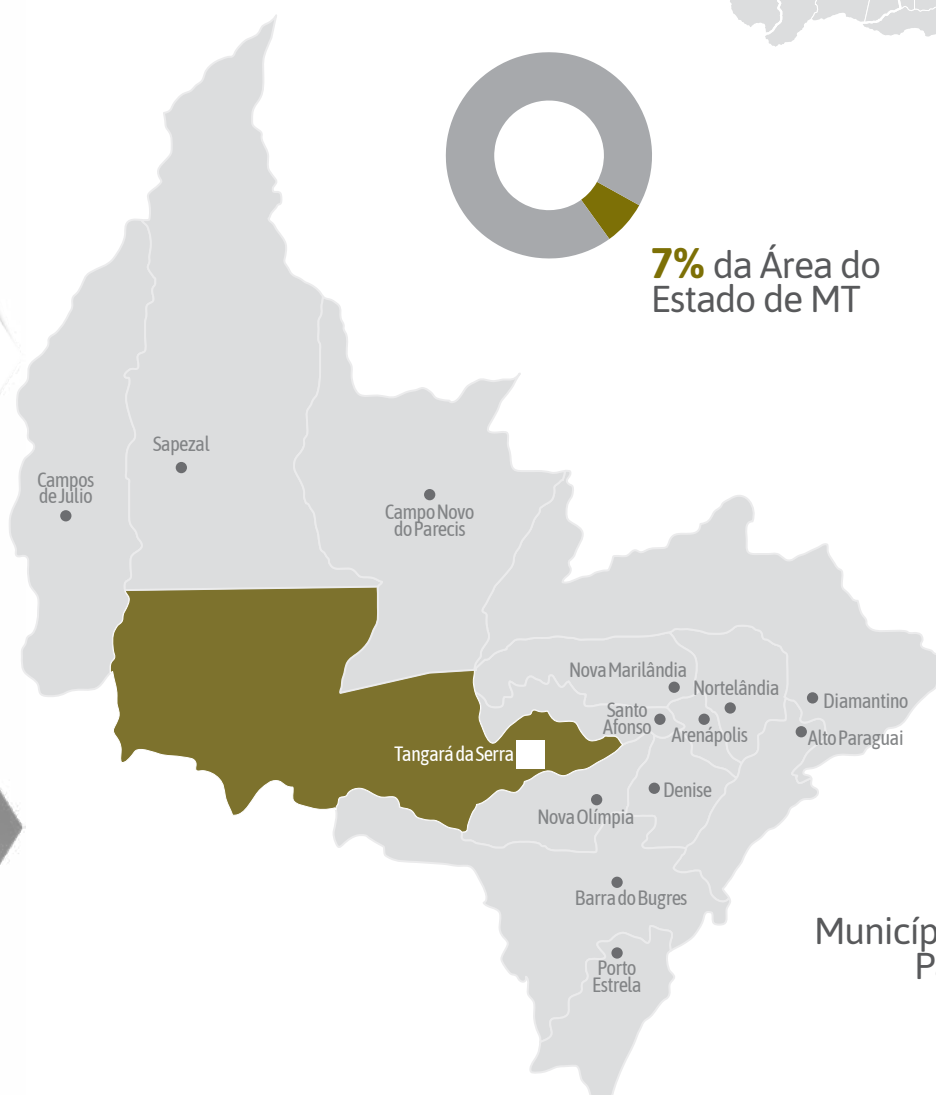 7% da Área do
Estado de MT
Sapezal
Campos
de Júlio
Campo Novo
do Parecis
Nova Marilândia
Nortelândia
Diamantino
Santo
Afonso
Arenápolis
Alto Paraguai
Tangará da Serra
Denise
Nova Olímpia
Barra do Bugres
Porto
Estrela